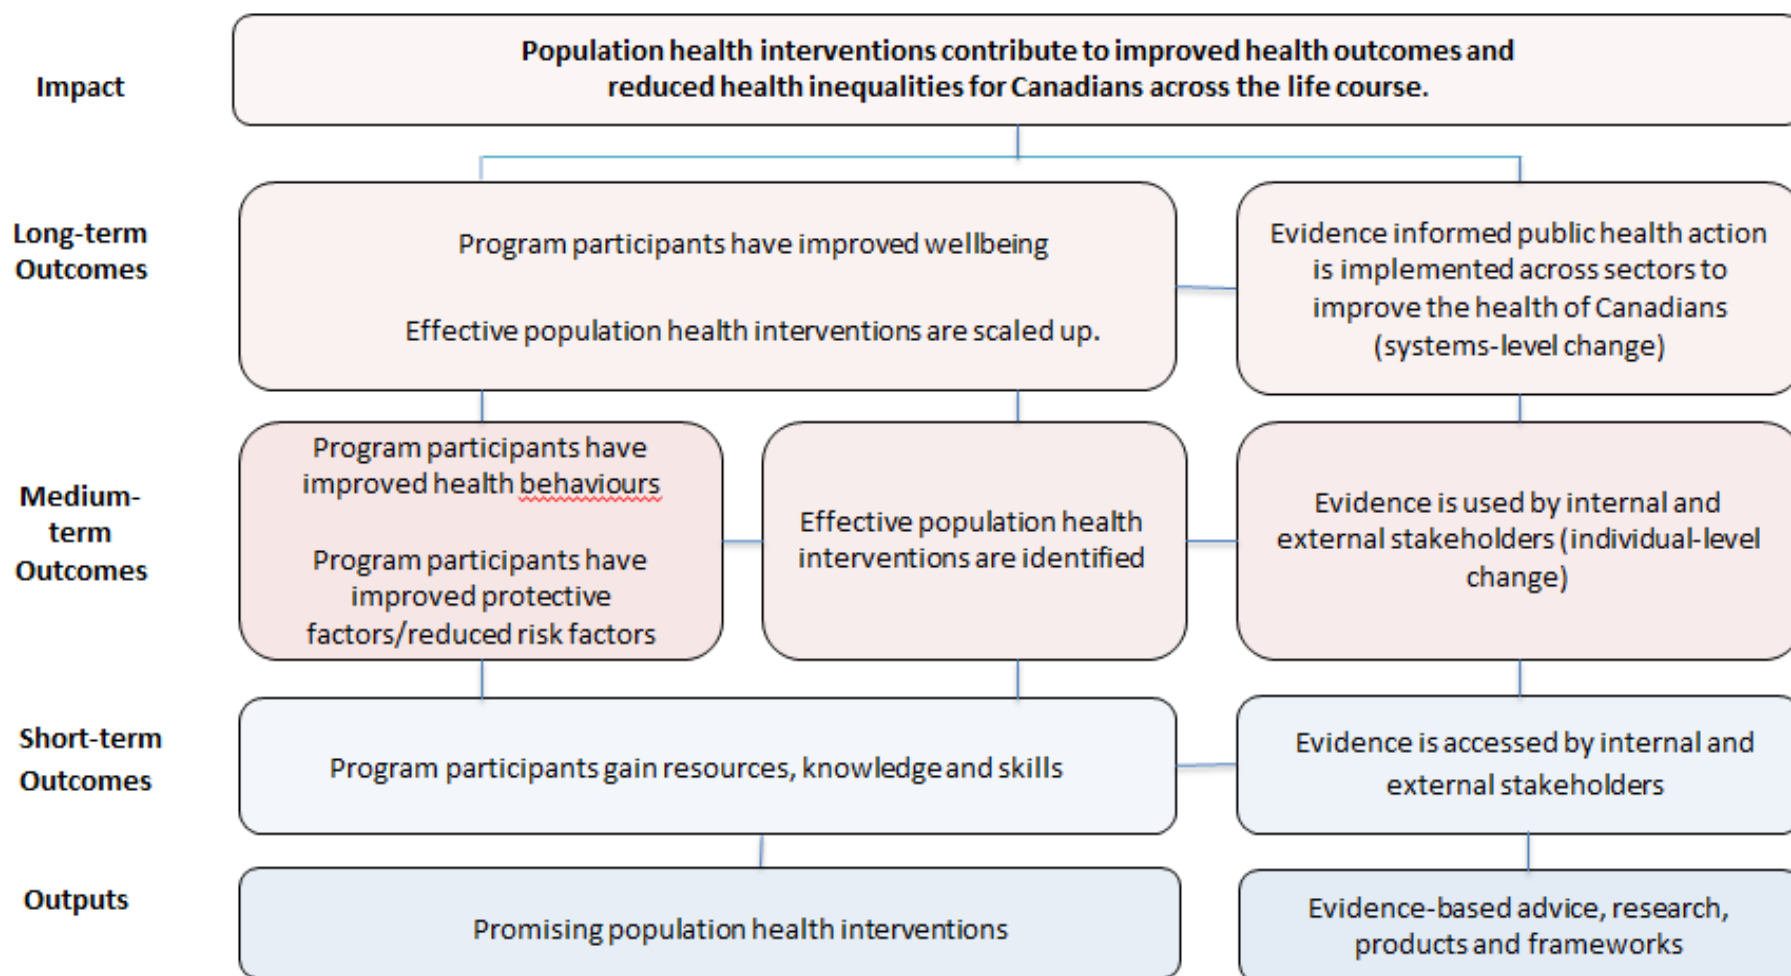 Impact
Population health interventions contribute to improved health outcomes and
reduced health inequalities for Canadians across the life course.
Long-term
Outcomes
Program participants have improved wellbeing
Effective population health interventions are scaled up.
Evidence informed public health action
is implemented across sectors to
improve the health of Canadians
(systems-level change)
Medium-
term
Outcomes
Program participants have
improved health behaviours
Program participants have
improved protective
factors/reduced risk factors
Effective population health
interventions are identified
Evidence is used by internal and
external stakeholders (individual-level
change)
Short-term
Outcomes
Program participants gain resources, knowledge and skills
Evidence is accessed by internal and
external stakeholders
Outputs
Promising population health interventions
Evidence-based advice, research,
products and frameworks